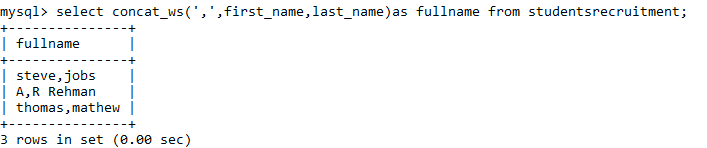 mysql> select concat_ws(',',first_name,last_name)as fullname from studentsrecruitment;
+---------------+
| fullname      |
+---------------+
| steve,jobs    |
| A,R Rehman    |
| thomas,mathew |
+---------------+
3 rows in set (0.00 sec)